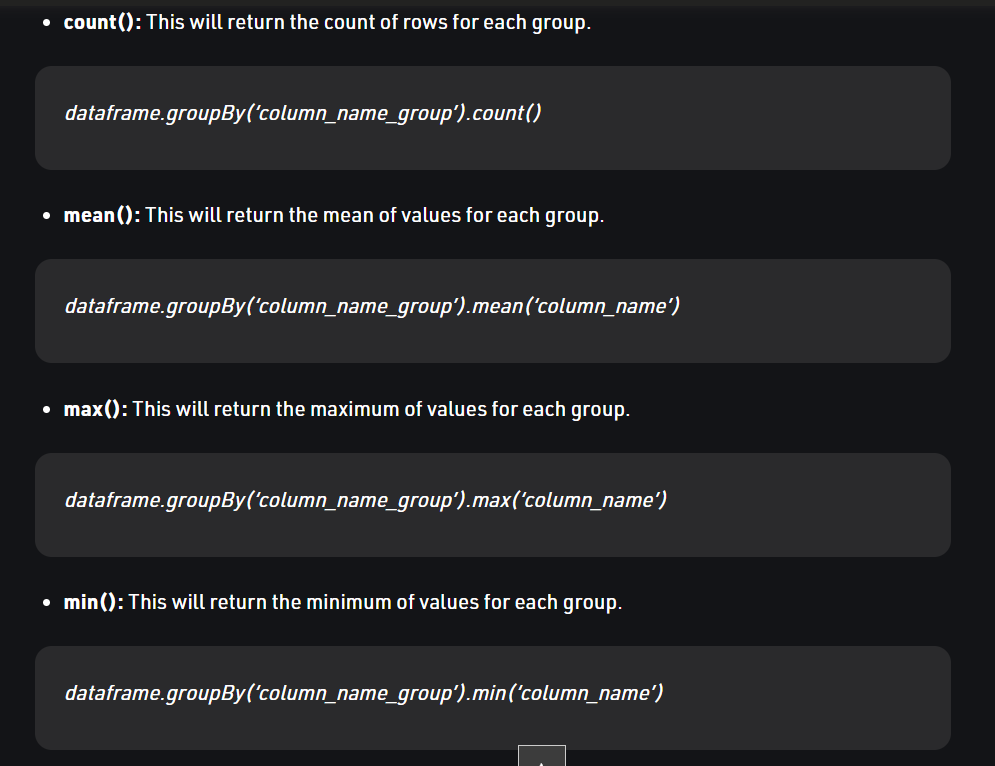 • count(): This will return the count of rows for each group.
dataframe.groupBy(‘column_name_group’).count()
• mean(): This will return the mean of values for each group.
dataframe.groupBy(‘column_name_group’).mean(‘column_name’)
• max(): This will return the maximum of values for each group.
dataframe.groupBy(‘column_name_group’).max(‘column_name’)
• min(): This will return the minimum of values for each group.
dataframe.groupBy(‘column_name_group’).min(‘column_name’)